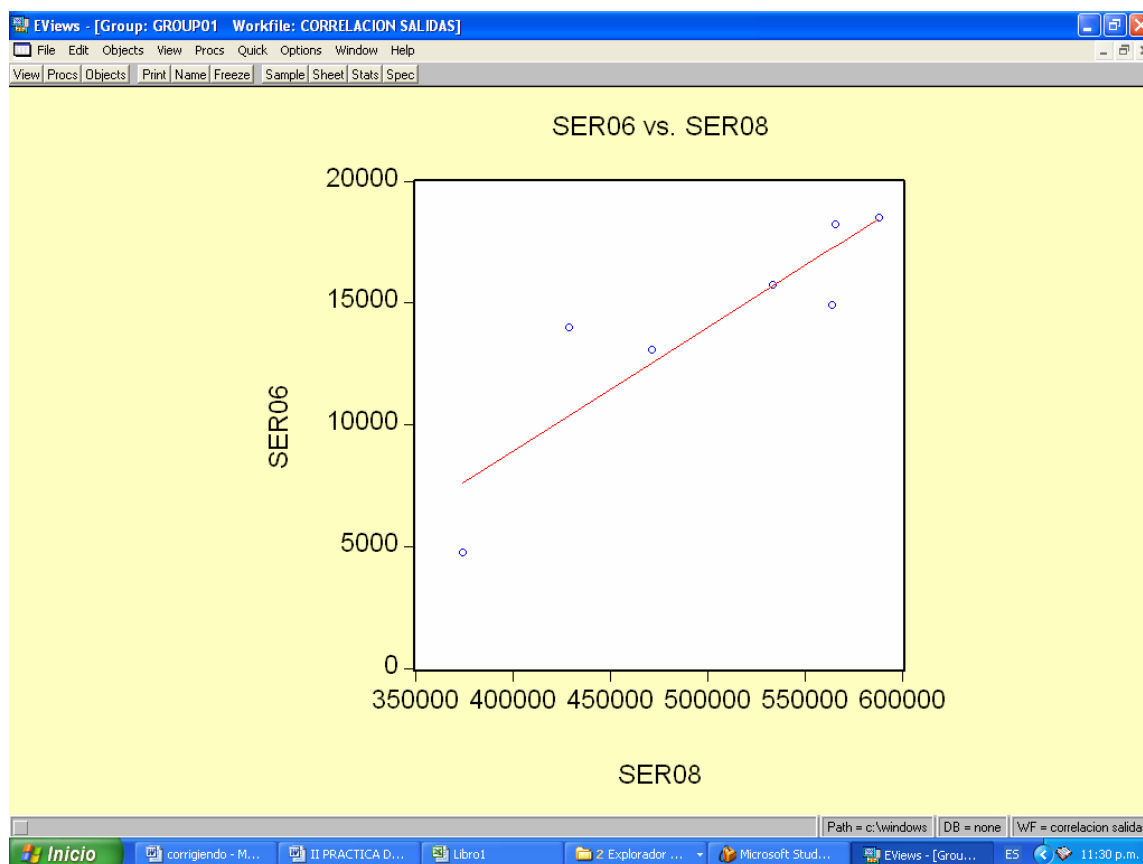 EViews - [Group: GROUP01 Workfile: CORRELACION SALIDAS]
File Edit Objects View Procs Quick Options Window Help
View Procs Objects Print Name Freeze Sample Sheet Stats Spec
SER06 vs. SER08
20000
15000
10000
5000
0
SER06
350000 400000 450000 500000 550000 600000
SER08
Path = c:\windows DB = none WF = correlacion salida
Inicio corrigiendo - M... II PRACTICA D... Libro1 2 Explorador ... Microsoft Stud... EViews - [Grou... ES 11:30 p.m.